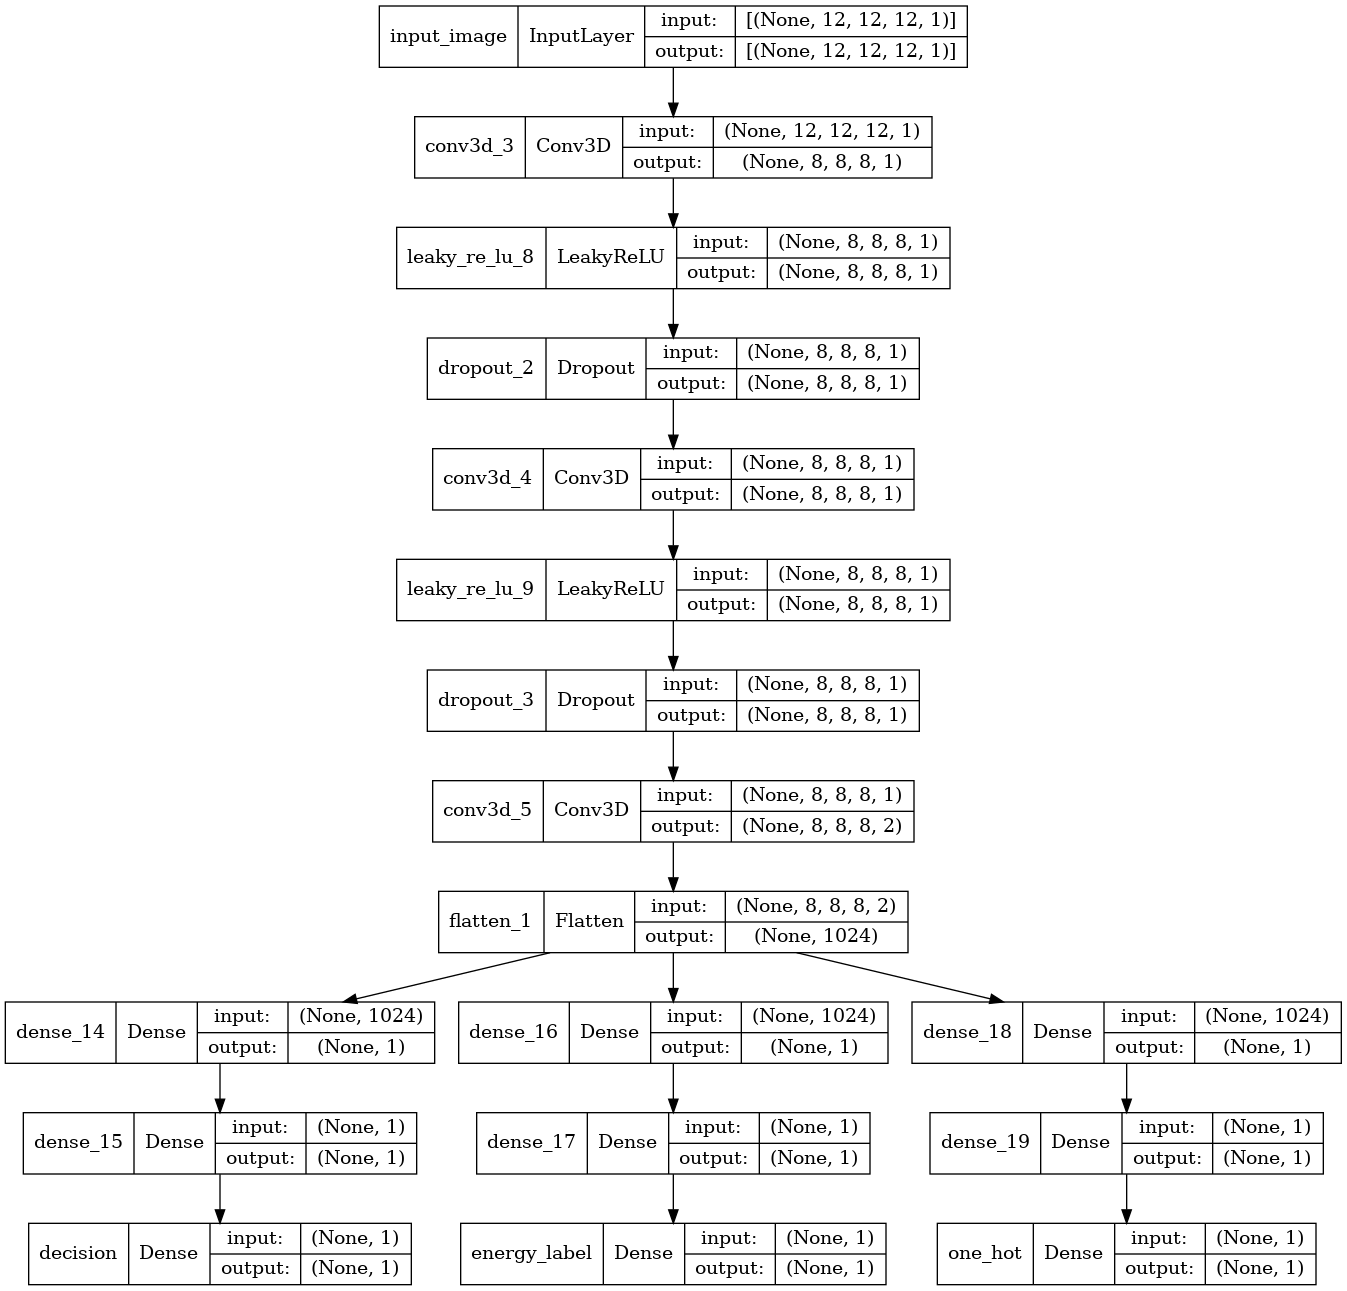 input_image InputLayer input: [(None, 12, 12, 12, 1)]
output: [(None, 12, 12, 12, 1)]
conv3d_3 Conv3D input: (None, 12, 12, 12, 1)
output: (None, 8, 8, 8, 1)
leaky_re_lu_8 LeakyReLU input: (None, 8, 8, 8, 1)
output: (None, 8, 8, 8, 1)
dropout_2 Dropout input: (None, 8, 8, 8, 1)
output: (None, 8, 8, 8, 1)
conv3d_4 Conv3D input: (None, 8, 8, 8, 1)
output: (None, 8, 8, 8, 1)
leaky_re_lu_9 LeakyReLU input: (None, 8, 8, 8, 1)
output: (None, 8, 8, 8, 1)
dropout_3 Dropout input: (None, 8, 8, 8, 1)
output: (None, 8, 8, 8, 1)
conv3d_5 Conv3D input: (None, 8, 8, 8, 1)
output: (None, 8, 8, 8, 2)
flatten_1 Flatten input: (None, 8, 8, 8, 2)
output: (None, 1024)
dense_14 Dense input: (None, 1024)
output: (None, 1)
dense_16 Dense input: (None, 1024)
output: (None, 1)
dense_18 Dense input: (None, 1024)
output: (None, 1)
dense_15 Dense input: (None, 1)
output: (None, 1)
dense_17 Dense input: (None, 1)
output: (None, 1)
dense_19 Dense input: (None, 1)
output: (None, 1)
decision Dense input: (None, 1)
output: (None, 1)
energy_label Dense input: (None, 1)
output: (None, 1)
one_hot Dense input: (None, 1)
output: (None, 1)